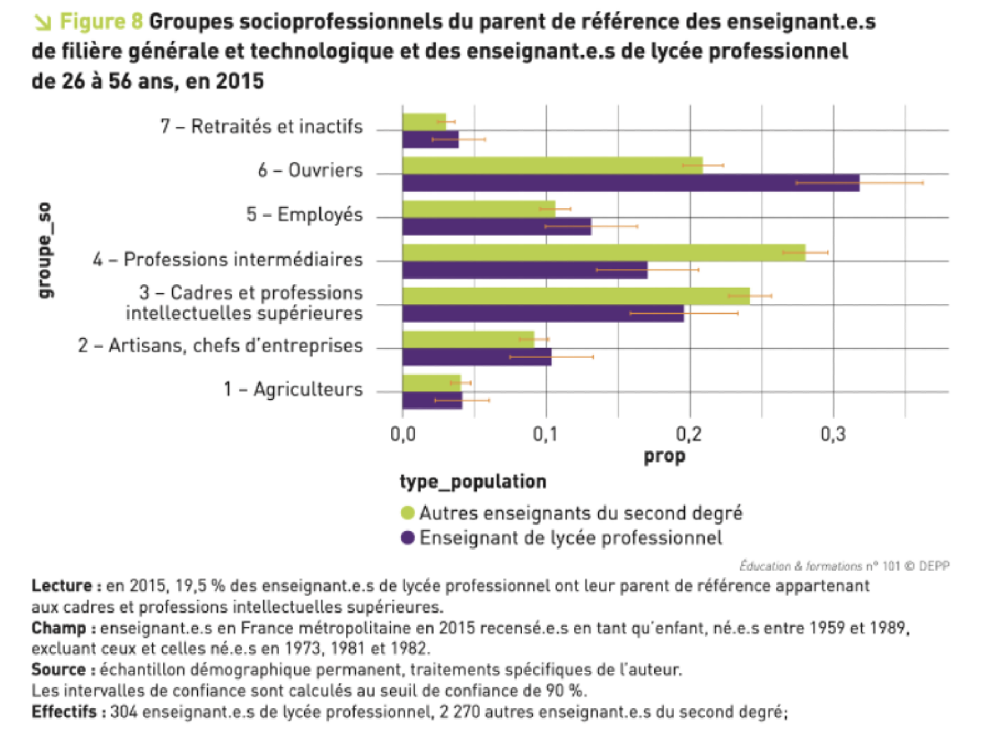 ↘ Figure 8 Groupes socioprofessionnels du parent de référence des enseignant.e.s
de filière générale et technologique et des enseignant.e.s de lycée professionnel
de 26 à 56 ans, en 2015
7 – Retraités et inactifs
6 – Ouvriers
5 – Employés
4 – Professions intermédiaires
3 – Cadres et professions
intellectuelles supérieures
2 – Artisans, chefs d'entreprises
1 – Agriculteurs
groupe_so
0,0 0,1 0,2 0,3
prop
type_population
Autres enseignants du second degré
Enseignant de lycée professionnel
Éducation & formations n° 101 © DEPP
Lecture : en 2015, 19,5 % des enseignant.e.s de lycée professionnel ont leur parent de référence appartenant
aux cadres et professions intellectuelles supérieures.
Champ : enseignant.e.s en France métropolitaine en 2015 recensé.e.s en tant qu'enfant, né.e.s entre 1959 et 1989,
excluant ceux et celles né.e.s en 1973, 1981 et 1982.
Source : échantillon démographique permanent, traitements spécifiques de l'auteur.
Les intervalles de confiance sont calculés au seuil de confiance de 90 %.
Effectifs : 304 enseignant.e.s de lycée professionnel, 2 270 autres enseignant.e.s du second degré;